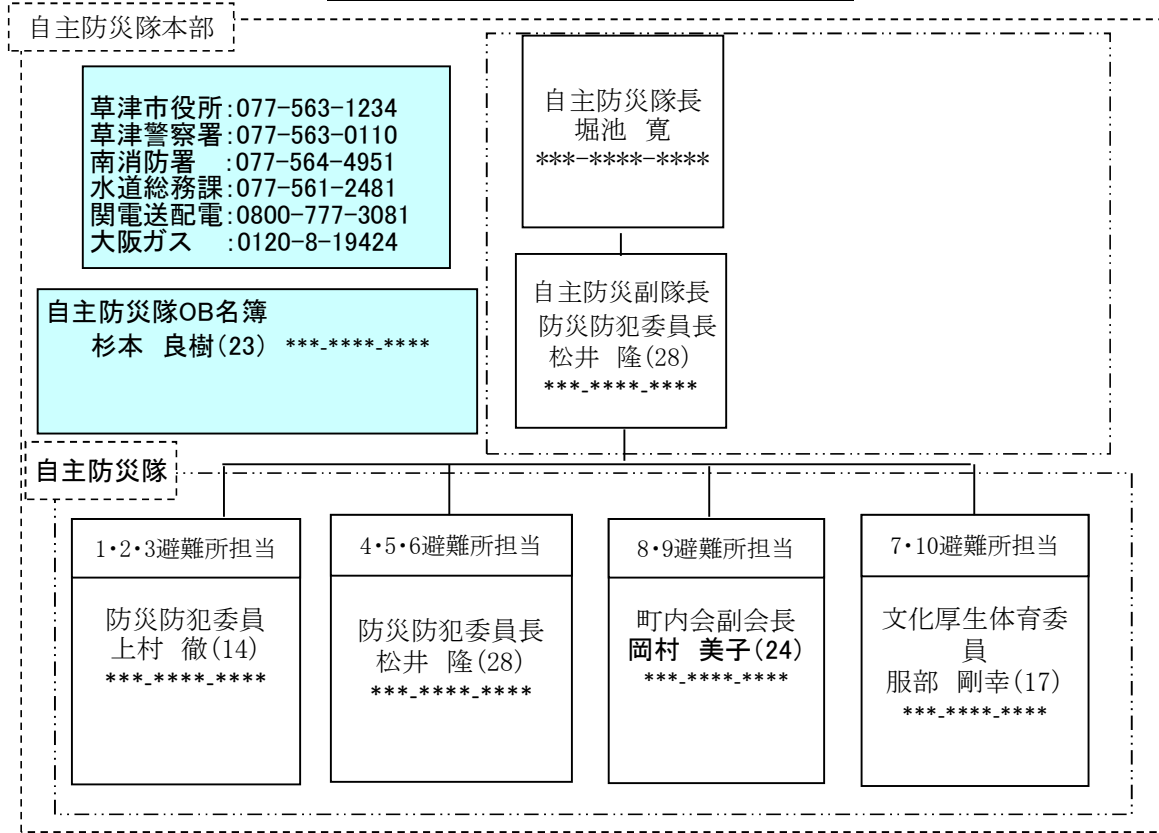 自主防災隊本部
草津市役所:077-563-1234
草津警察署:077-563-0110
南消防署　:077-564-4951
水道総務課:077-561-2481
関電送配電:0800-777-3081
大阪ガス　:0120-8-19424
自主防災隊長
堀池　寛
***-****-****
自主防災副隊長
防災防犯委員長
松井　隆(28)
***-****-****
自主防災隊OB名簿
杉本　良樹(23)　***-****-****
自主防災隊
1・2・3避難所担当
防災防犯委員
上村　徹(14)
***-****-****
4・5・6避難所担当
防災防犯委員長
松井　隆(28)
***-****-****
8・9避難所担当
町内会副会長
岡村　美子(24)
***-****-****
7・10避難所担当
文化厚生体育委
員
服部　剛幸(17)
***-****-****